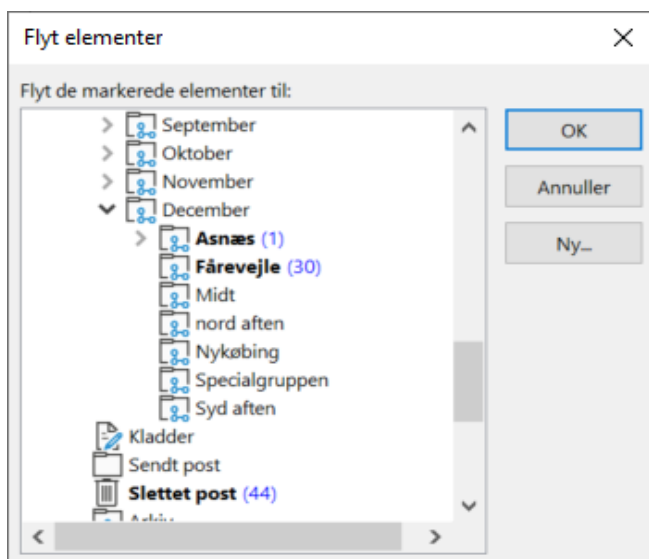 Flyt elementer
Flyt de markerede elementer til:
September
Oktober
November
December
Asnæs (1)
Fårevejle (30)
Midt
nord aften
Nykøbing
Specialgruppen
Syd aften
Kladder
Sendt post
Slettet post (44)
Arkiv
OK
Annuller
Ny...